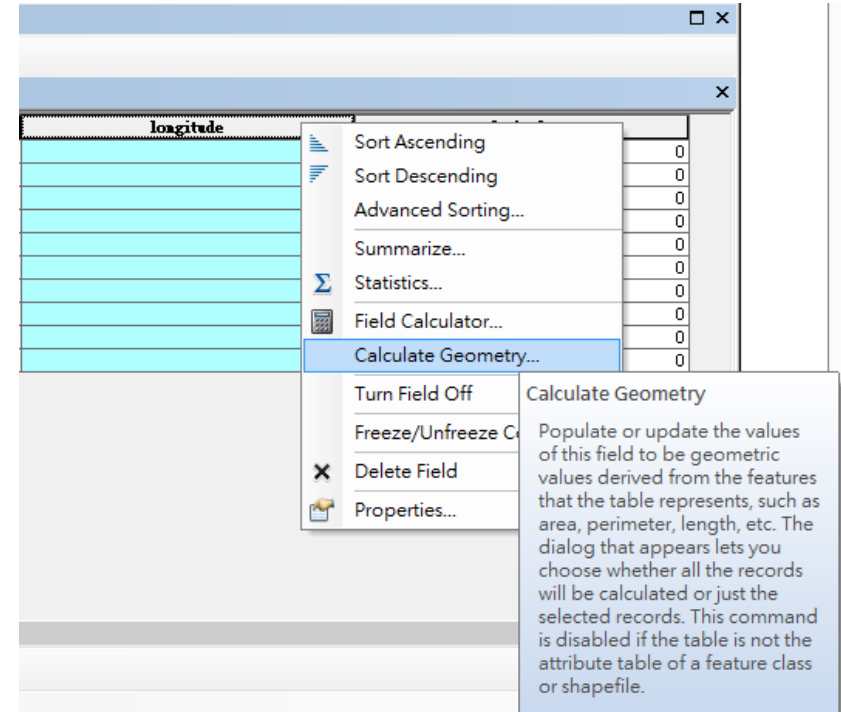 longitude
Sort Ascending
0
Sort Descending
0
Advanced Sorting...
0
0
Summarize...
0
0
Statistics...
0
Field Calculator...
0
0
Calculate Geometry...
0
Turn Field Off
Calculate Geometry
Freeze/Unfreeze
Populate or update the values
of this field to be geometric
Delete Field
values derived from the features
that the table represents, such as
Properties...
area, perimeter, length, etc. The
dialog that appears lets you
choose whether all the records
will be calculated or just the
selected records. This command
is disabled if the table is not the
attribute table of a feature class
or shapefile.